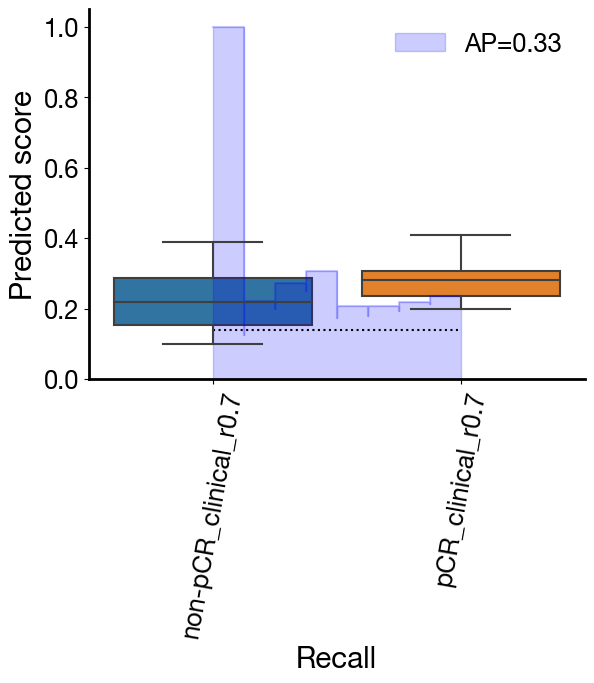 AP=0.33
Predicted score
1.0
0.8
0.6
0.4
0.2
0.0
non-pCR_clinical_r0.7
pCR_clinical_r0.7
Recall